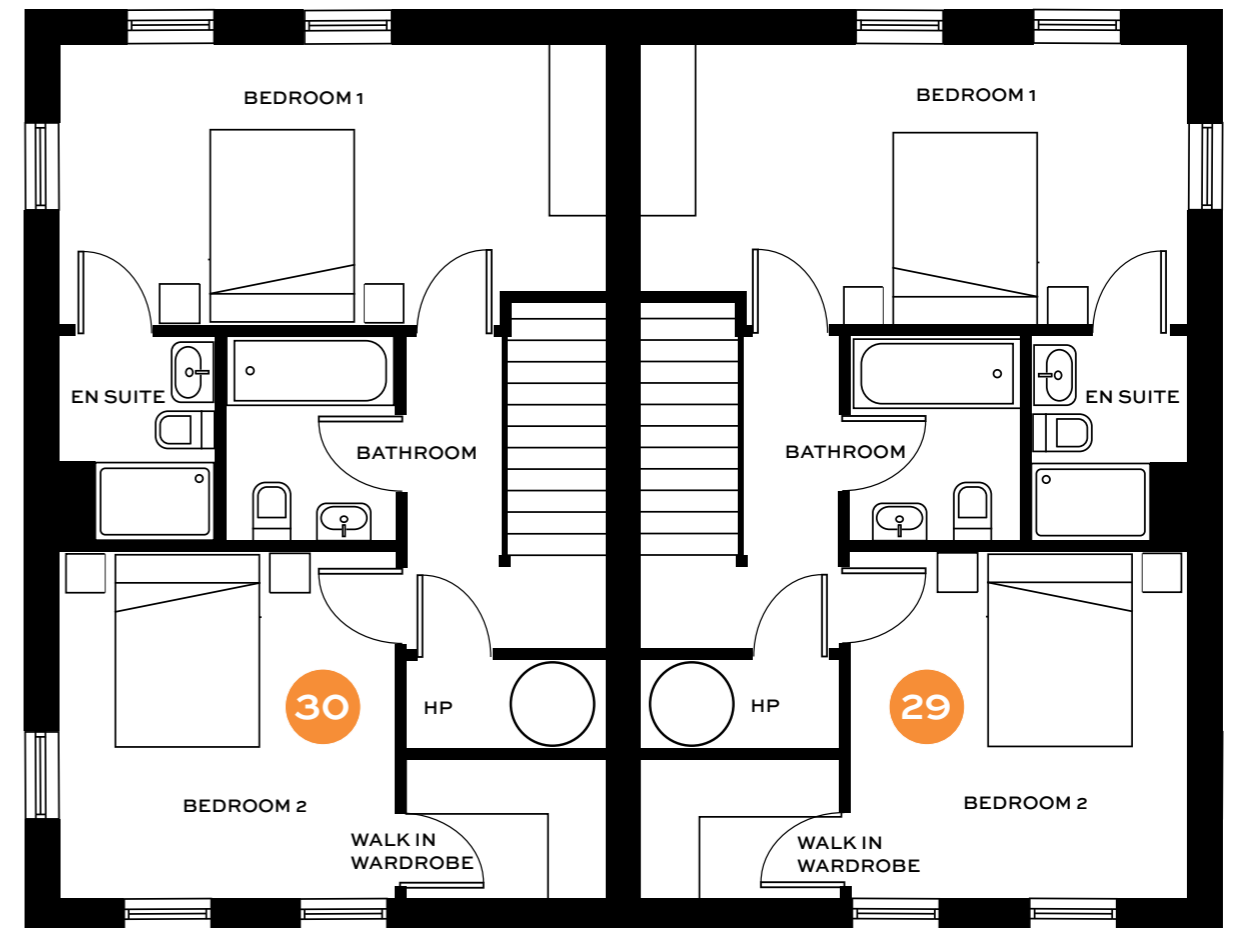 BEDROOM 1
BEDROOM 1
EN SUITE
EN SUITE
BATHROOM
BATHROOM
30
HP
HP
29
BEDROOM 2
BEDROOM 2
WALK IN
WARDROBE
WALK IN
WARDROBE